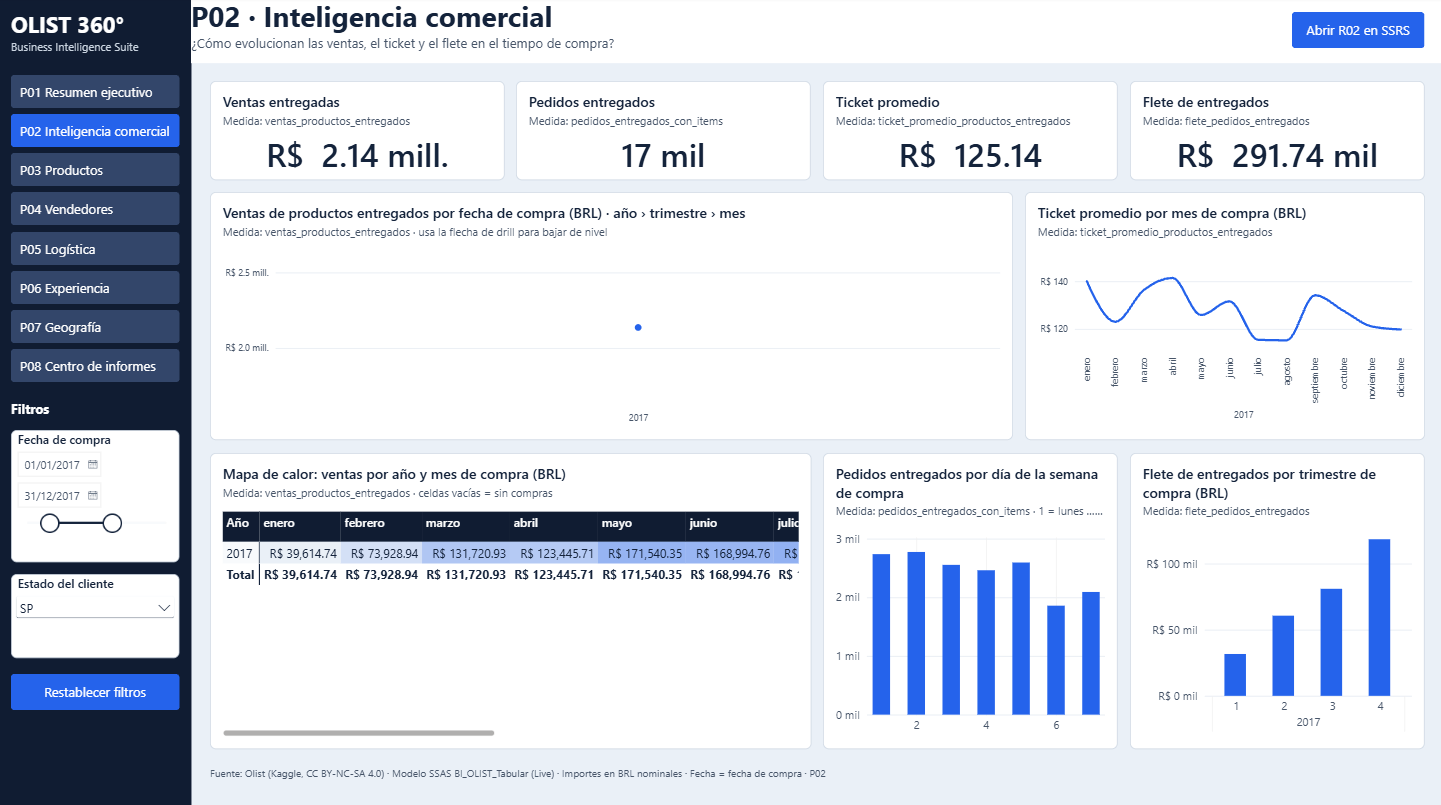 OLIST 360°
Business Intelligence Suite
P01 Resumen ejecutivo
P02 Inteligencia comercial
P03 Productos
P04 Vendedores
P05 Logística
P06 Experiencia
P07 Geografía
P08 Centro de informes
Filtros
Fecha de compra
01/01/2017
31/12/2017
Estado del cliente
SP
Restablecer filtros
P02 · Inteligencia comercial
¿Cómo evolucionan las ventas, el ticket y el flete en el tiempo de compra?
Abrir R02 en SSRS
Ventas entregadas
Medida: ventas_productos_entregados
R$ 2.14 mill.
Pedidos entregados
Medida: pedidos_entregados_con_items
17 mil
Ticket promedio
Medida: ticket_promedio_productos_entregados
R$ 125.14
Flete de entregados
Medida: flete_pedidos_entregados
R$ 291.74 mil
Ventas de productos entregados por fecha de compra (BRL) · año › trimestre › mes
Medida: ventas_productos_entregados · usa la flecha de drill para bajar de nivel
R$ 2.5 mill.
R$ 2.0 mill.
2017
Ticket promedio por mes de compra (BRL)
Medida: ticket_promedio_productos_entregados
R$ 140
R$ 120
enero febrero marzo abril mayo junio julio agosto septiembre octubre noviembre diciembre
2017
Mapa de calor: ventas por año y mes de compra (BRL)
Medida: ventas_productos_entregados · celdas vacías = sin compras
Año enero febrero marzo abril mayo junio julio
2017 R$ 39,614.74 R$ 73,928.94 R$ 131,720.93 R$ 123,445.71 R$ 171,540.35 R$ 168,994.76 R$
Total R$ 39,614.74 R$ 73,928.94 R$ 131,720.93 R$ 123,445.71 R$ 171,540.35 R$ 168,994.76 R$
Pedidos entregados por día de la semana
de compra
Medida: pedidos_entregados_con_items · 1 = lunes ......
3 mil
2 mil
1 mil
0 mil
2 4 6
Flete de entregados por trimestre de
compra (BRL)
Medida: flete_pedidos_entregados
R$ 100 mil
R$ 50 mil
R$ 0 mil
1 2 3 4
2017
Fuente: Olist (Kaggle, CC BY-NC-SA 4.0) · Modelo SSAS BI_OLIST_Tabular (Live) · Importes en BRL nominales · Fecha = fecha de compra · P02